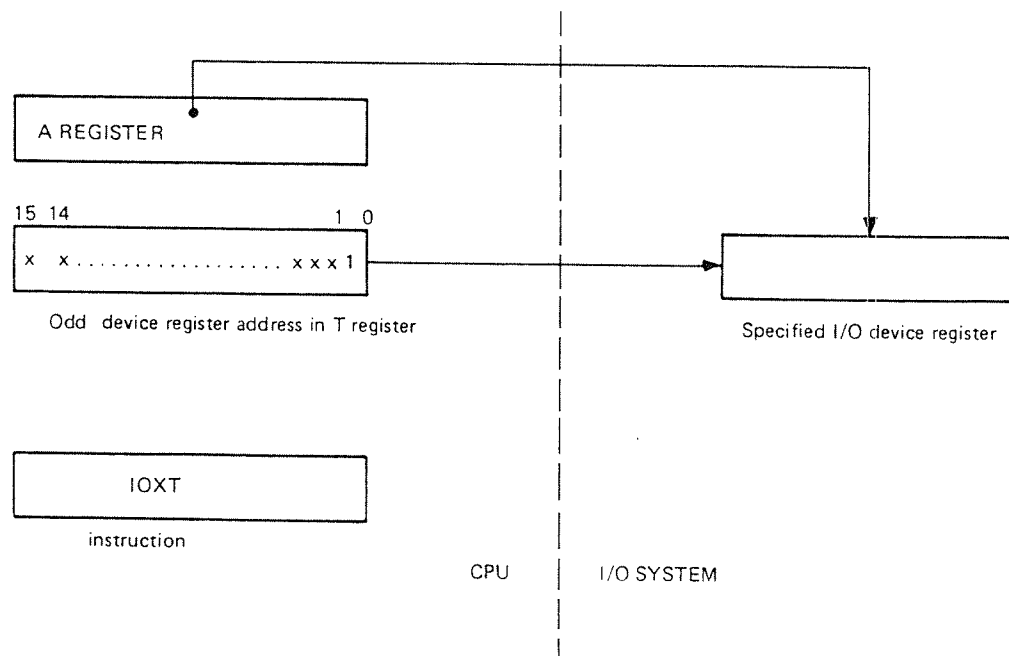 A REGISTER
15 14 1 0
x x.................. x x x 1
Odd device register address in T register
Specified I/O device register
IOXT
instruction
CPU I/O SYSTEM